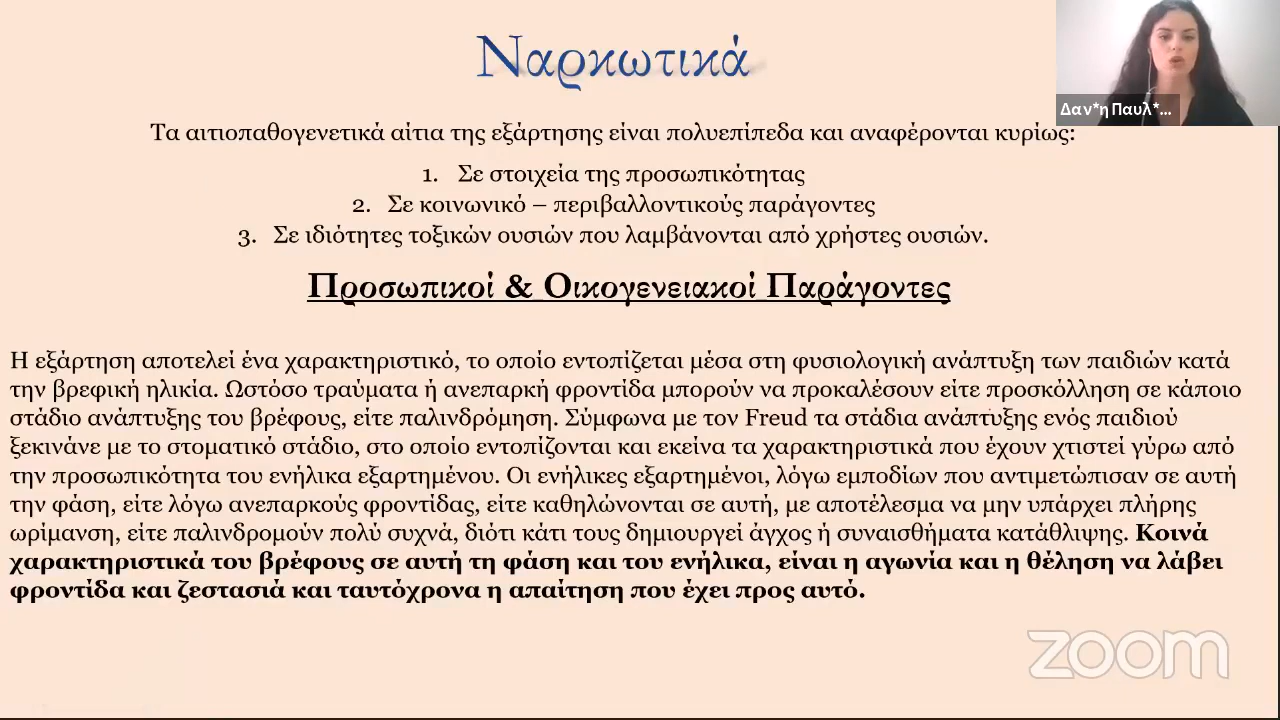 Ναρκωτικά
Δαν*η Παυλ*...
Τα αιτιοπαθογενετικά αίτια της εξάρτησης είναι πολυεπίπεδα και αναφέρονται κυρίως:
1. Σε στοιχεία της προσωπικότητας
2. Σε κοινωνικό – περιβαλλοντικούς παράγοντες
3. Σε ιδιότητες τοξικών ουσιών που λαμβάνονται από χρήστες ουσιών.
Προσωπικοί & Οικογενειακοί Παράγοντες
Η εξάρτηση αποτελεί ένα χαρακτηριστικό, το οποίο εντοπίζεται μέσα στη φυσιολογική ανάπτυξη των παιδιών κατά
την βρεφική ηλικία. Ωστόσο τραύματα ή ανεπαρκή φροντίδα μπορούν να προκαλέσουν είτε προσκόλληση σε κάποιο
στάδιο ανάπτυξης του βρέφους, είτε παλινδρόμηση. Σύμφωνα με τον Freud τα στάδια ανάπτυξης ενός παιδιού
ξεκινάνε με το στοματικό στάδιο, στο οποίο εντοπίζονται και εκείνα τα χαρακτηριστικά που έχουν χτιστεί γύρω από
την προσωπικότητα του ενήλικα εξαρτημένου. Οι ενήλικες εξαρτημένοι, λόγω εμποδίων που αντιμετώπισαν σε αυτή
την φάση, είτε λόγω ανεπαρκούς φροντίδας, είτε καθηλώνονται σε αυτή, με αποτέλεσμα να μην υπάρχει πλήρης
ωρίμανση, είτε παλινδρομούν πολύ συχνά, διότι κάτι τους δημιουργεί άγχος ή συναισθήματα κατάθλιψης. Κοινά
χαρακτηριστικά του βρέφους σε αυτή τη φάση και του ενήλικα, είναι η αγωνία και η θέληση να λάβει
φροντίδα και ζεστασιά και ταυτόχρονα η απαίτηση που έχει προς αυτό.
zoom